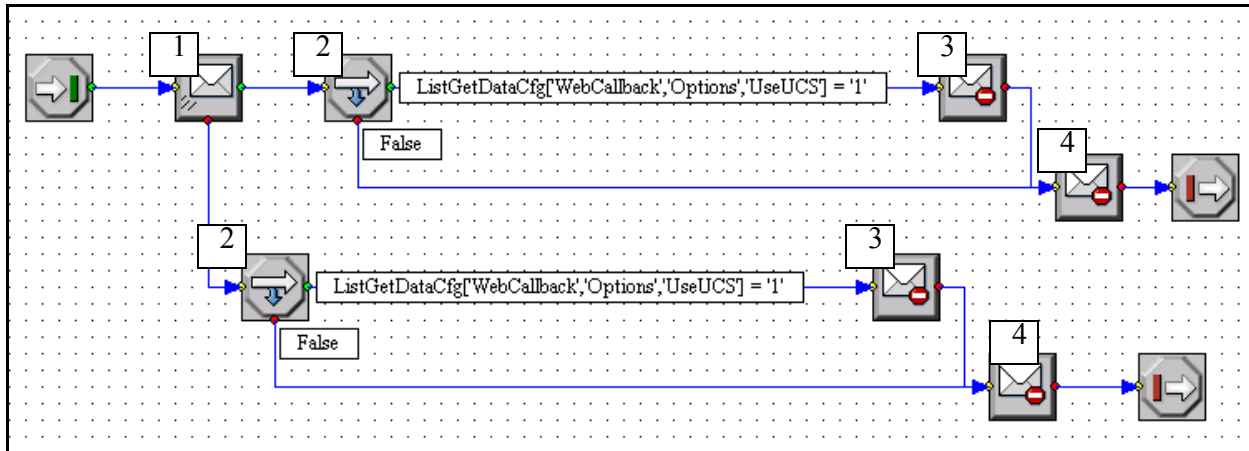 1
2
ListGetDataCfg['WebCallback','Options','UseUCS'] = '1'
3
False
4
2
ListGetDataCfg['WebCallback','Options','UseUCS'] = '1'
3
False
4